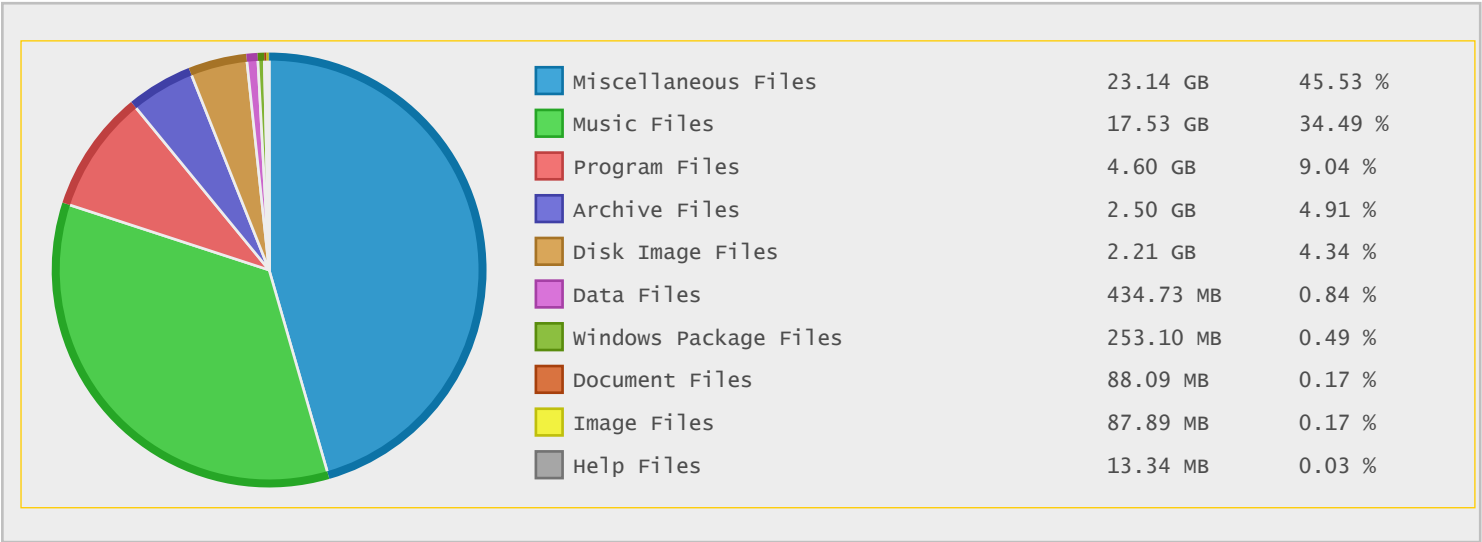 Miscellaneous Files 23.14 GB 45.53 %
Music Files 17.53 GB 34.49 %
Program Files 4.60 GB 9.04 %
Archive Files 2.50 GB 4.91 %
Disk Image Files 2.21 GB 4.34 %
Data Files 434.73 MB 0.84 %
Windows Package Files 253.10 MB 0.49 %
Document Files 88.09 MB 0.17 %
Image Files 87.89 MB 0.17 %
Help Files 13.34 MB 0.03 %